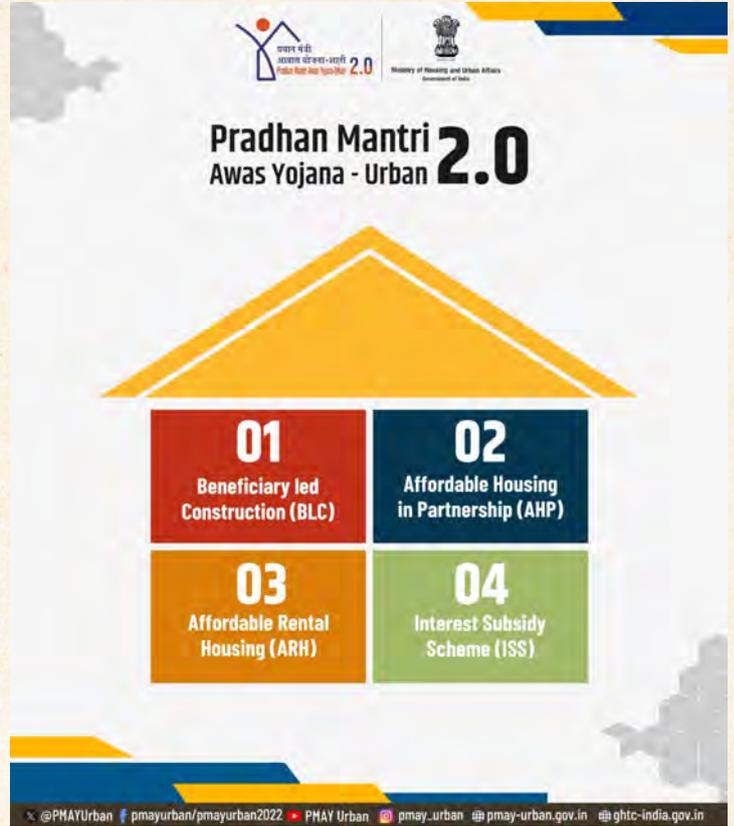 प्रधान मंत्री
आवास योजना-शहरी
Pradhan Mantri Awas Yojana-Urban 2.0
Ministry of Housing and Urban Affairs
Government of India
Pradhan Mantri
Awas Yojana - Urban 2.0
01
Beneficiary led
Construction (BLC)
02
Affordable Housing
in Partnership (AHP)
03
Affordable Rental
Housing (ARH)
04
Interest Subsidy
Scheme (ISS)
@PMAYUrban pmayurban/pmayurban2022 PMAY Urban pmay_urban pmay-urban.gov.in ghtc-india.gov.in